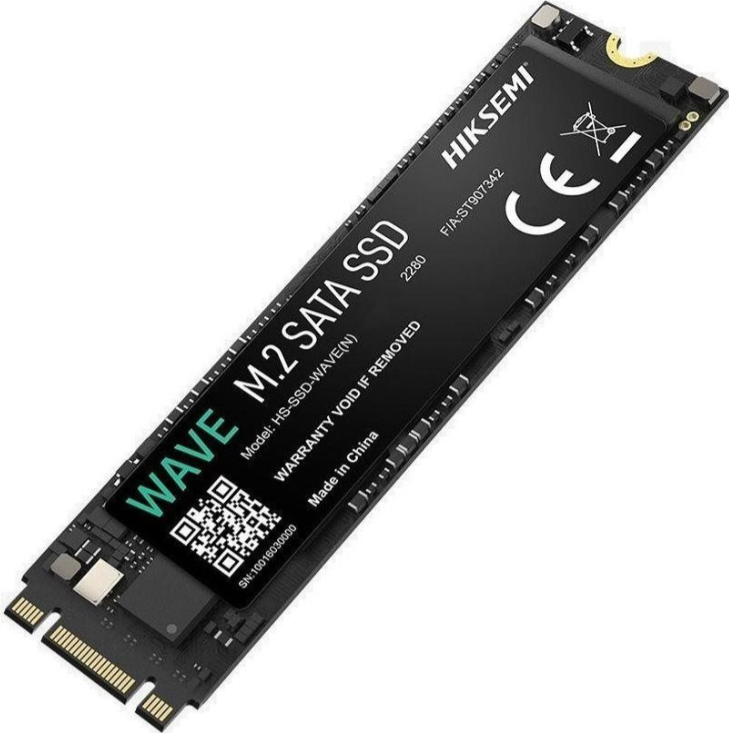 HIKSEMI
F/A:ST907342
CE
WAVE M.2 SATA SSD
2280
Model: HS-SSD-WAVE(N)
WARRANTY VOID IF REMOVED
Made in China
SN:10016030000